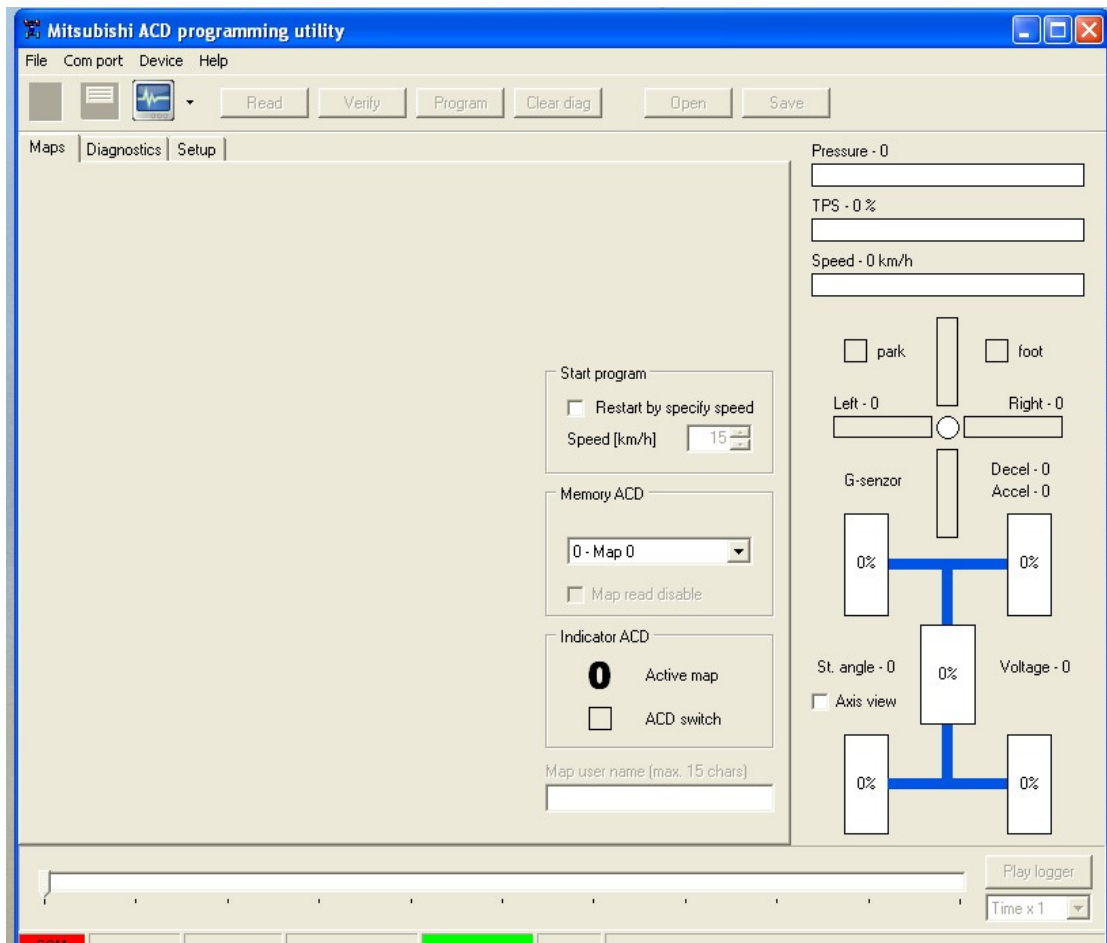 Mitsubishi ACD programming utility
File Com port Device Help
Read Verify Program Clear diag Open Save
Maps Diagnostics Setup
Pressure - 0
TPS - 0 %
Speed - 0 km/h
park foot
Left - 0 Right - 0
G-senzor
Decel - 0
Accel - 0
0% 0%
St. angle - 0 0% Voltage - 0
Axis view
0% 0%
Start program
Restart by specify speed
Speed [km/h] 15
Memory ACD
0 - Map 0
Map read disable
Indicator ACD
0 Active map
ACD switch
Map user name (max. 15 chars)
Play logger
Time x 1